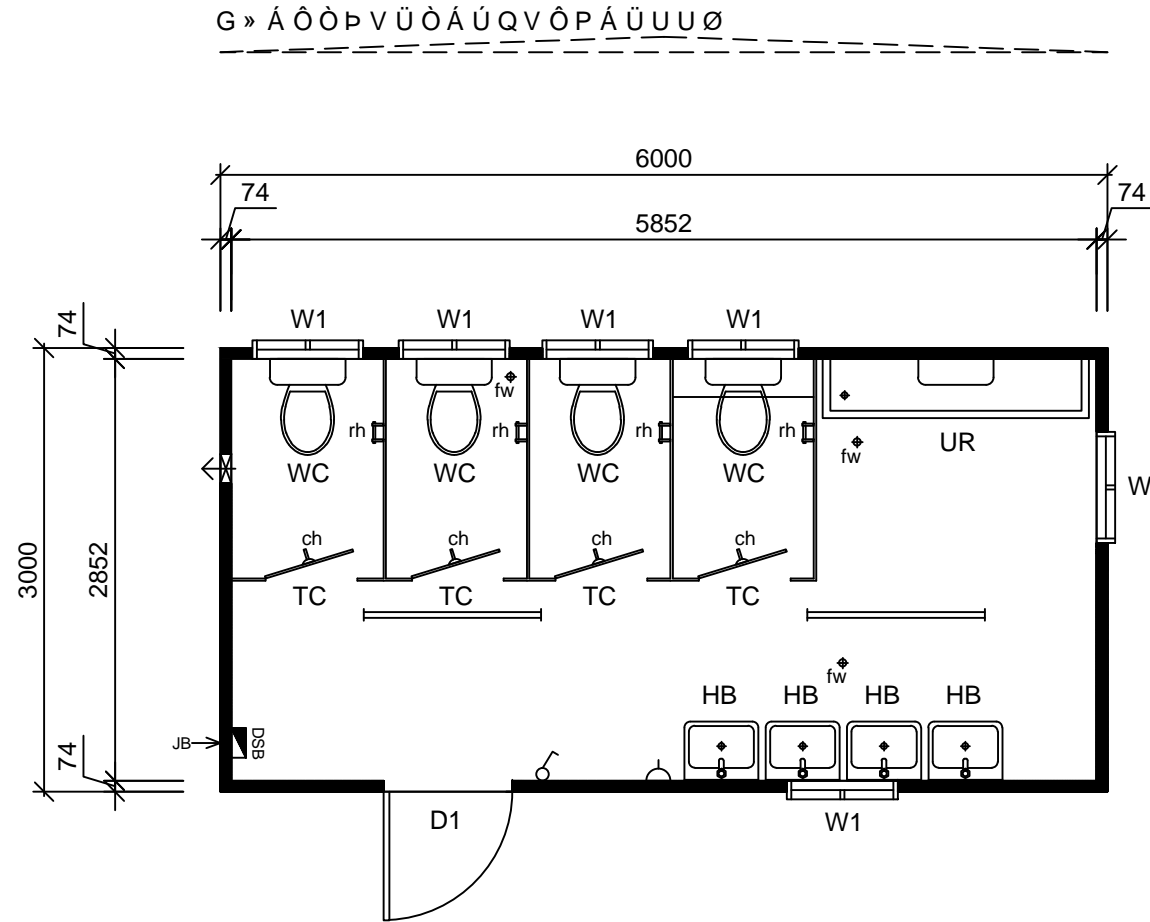 G » Á Ô Ò Þ V Ü Ò Á Ú Q V Ô P Á Ü U U U Ø
6000
74
74
5852
74
W1 W1 W1 W1
fw
rh rh rh rh
fw
UR
WC WC WC WC
W
3000
2852
ch ch ch ch
TC TC TC TC
fw
HB HB HB HB
JB
DSB
74
D1
W1